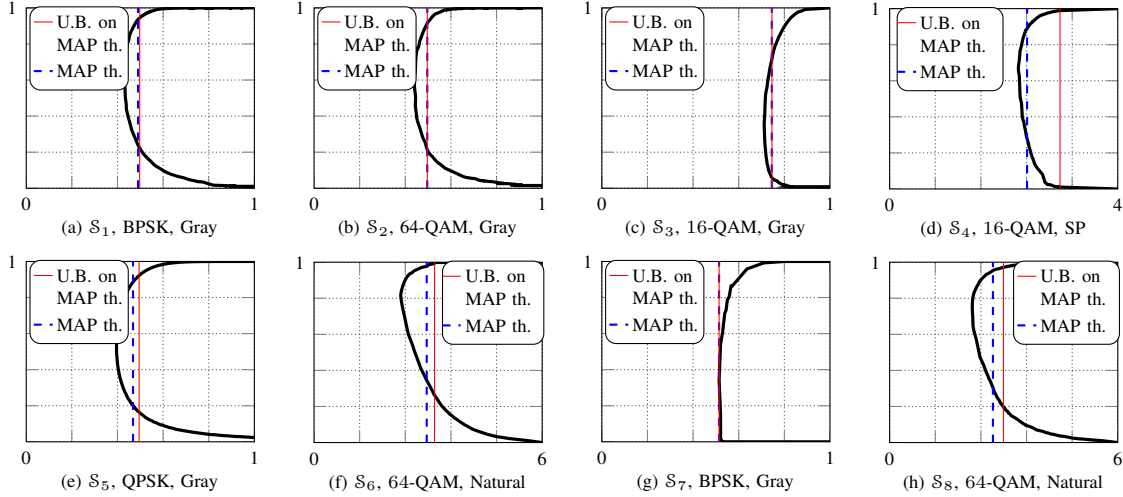 1
U.B. on
MAP th.
MAP th.
0
1
(a) S₁, BPSK, Gray
1
U.B. on
MAP th.
MAP th.
0
1
(b) S₂, 64-QAM, Gray
1
U.B. on
MAP th.
MAP th.
0
1
(c) S₃, 16-QAM, Gray
1
U.B. on
MAP th.
MAP th.
0
4
(d) S₄, 16-QAM, SP
1
U.B. on
MAP th.
MAP th.
0
1
(e) S₅, QPSK, Gray
1
U.B. on
MAP th.
MAP th.
0
6
(f) S₆, 64-QAM, Natural
1
U.B. on
MAP th.
MAP th.
0
1
(g) S₇, BPSK, Gray
1
U.B. on
MAP th.
MAP th.
0
6
(h) S₈, 64-QAM, Natural